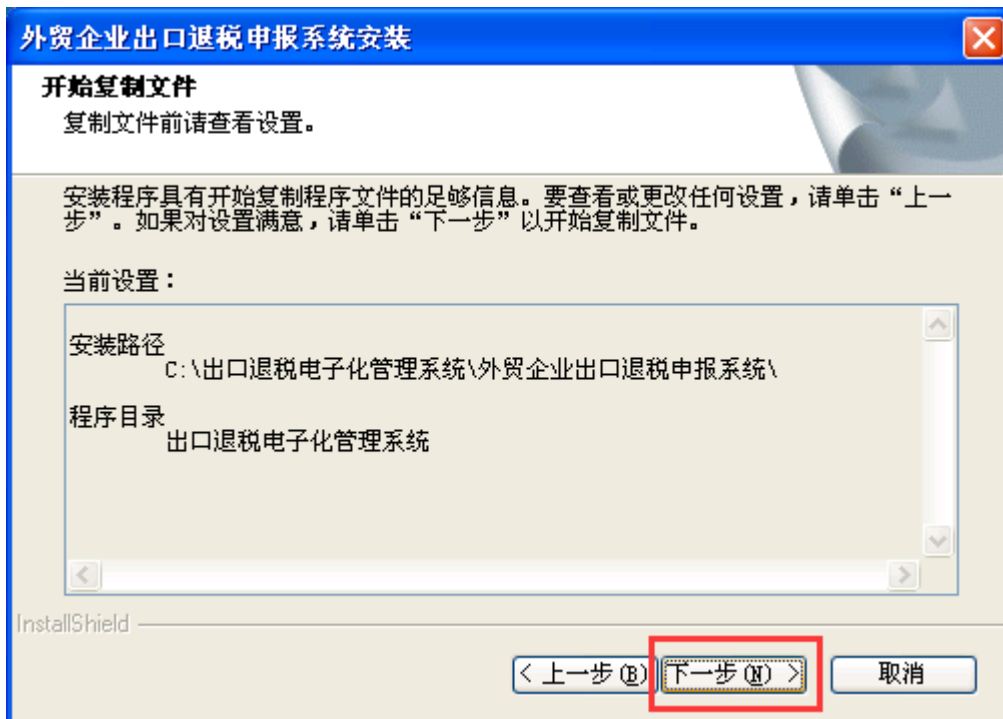 外贸企业出口退税申报系统安装
开始复制文件
复制文件前请查看设置。
安装程序具有开始复制程序文件的足够信息。要查看或更改任何设置，请单击“上一
步”。如果对设置满意，请单击“下一步”以开始复制文件。
当前设置：
安装路径
C:\出口退税电子化管理系统\外贸企业出口退税申报系统\
程序目录
出口退税电子化管理系统
InstallShield
< 上一步(B) 下一步(N) > 取消